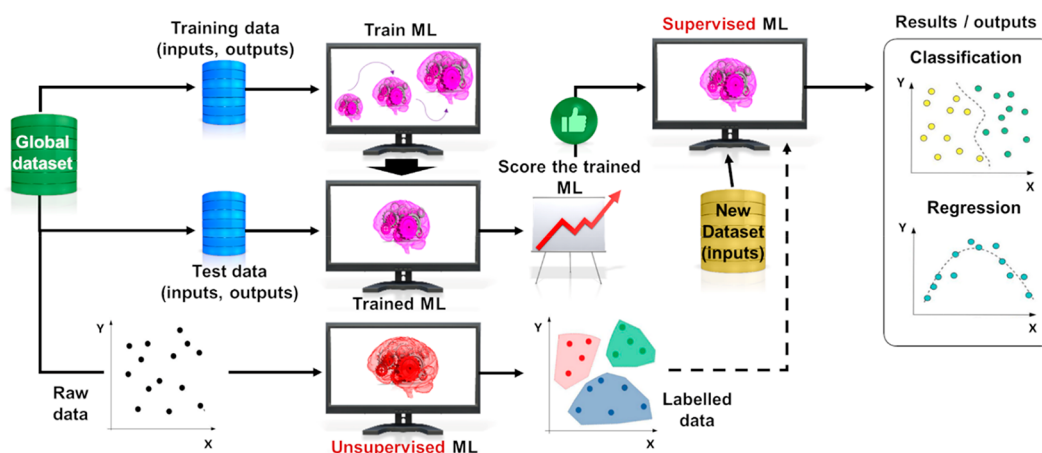 Training data
(inputs, outputs)
Train ML
Supervised ML
Results / outputs
Classification
Y
X
Global
dataset
Score the trained
ML
New
Dataset
(inputs)
Regression
Y
X
Test data
(inputs, outputs)
Trained ML
Y
X
Raw
data
Unsupervised ML
Y
X
Labelled
data